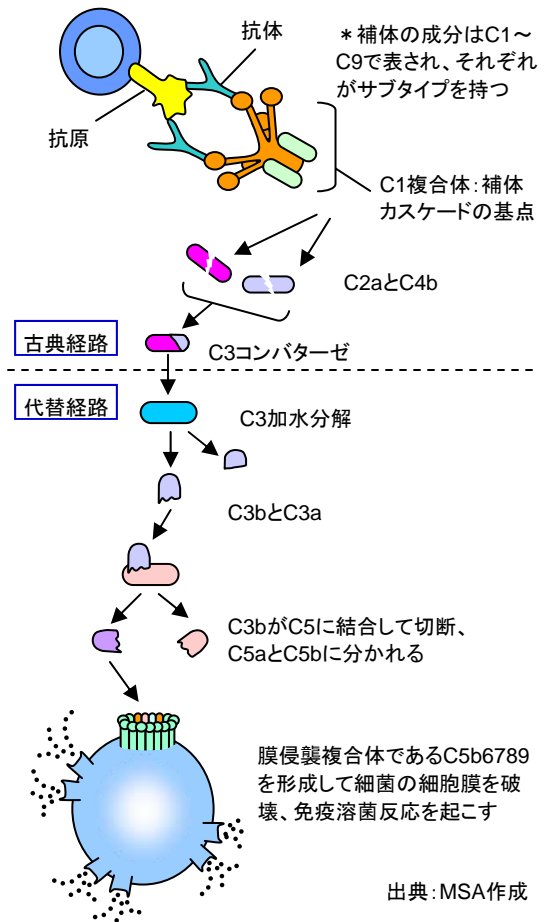 抗体
＊補体の成分はC1～
C9で表され、それぞれ
がサブタイプを持つ
抗原
C1複合体：補体
カスケードの基点
C2aとC4b
古典経路
C3コンバターゼ
代替経路
C3加水分解
C3bとC3a
C3bがC5に結合して切断、
C5aとC5bに分かれる
膜侵襲複合体であるC5b6789
を形成して細菌の細胞膜を破
壊、免疫溶菌反応を起こす
出典：MSA作成